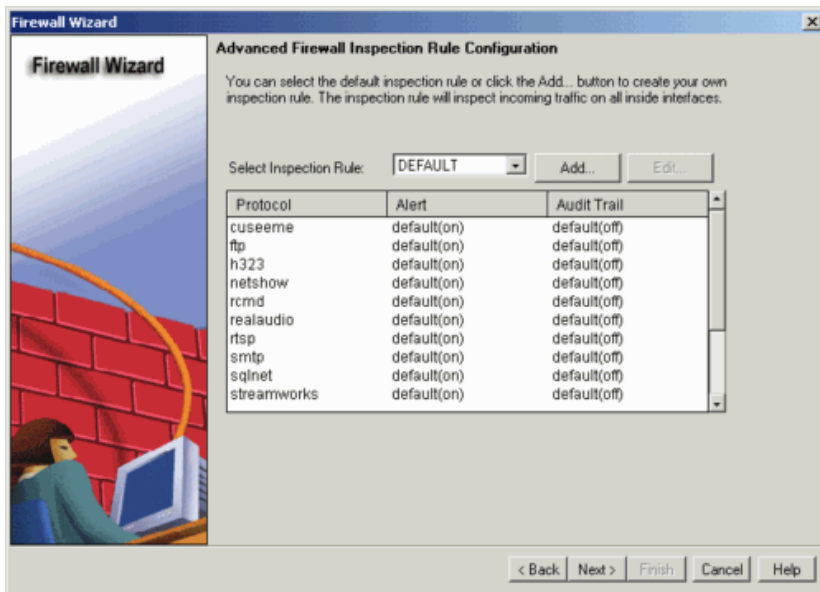 Firewall Wizard
Firewall Wizard
Advanced Firewall Inspection Rule Configuration
You can select the default inspection rule or click the Add... button to create your own
inspection rule. The inspection rule will inspect incoming traffic on all inside interfaces.
Select Inspection Rule: DEFAULT Add... Edit...
Protocol Alert Audit Trail
cuseeme default(on) default(off)
ftp default(on) default(off)
h323 default(on) default(off)
netshow default(on) default(off)
rcmd default(on) default(off)
realaudio default(on) default(off)
rtsp default(on) default(off)
smtp default(on) default(off)
sqlnet default(on) default(off)
streamworks default(on) default(off)
< Back Next > Finish Cancel Help